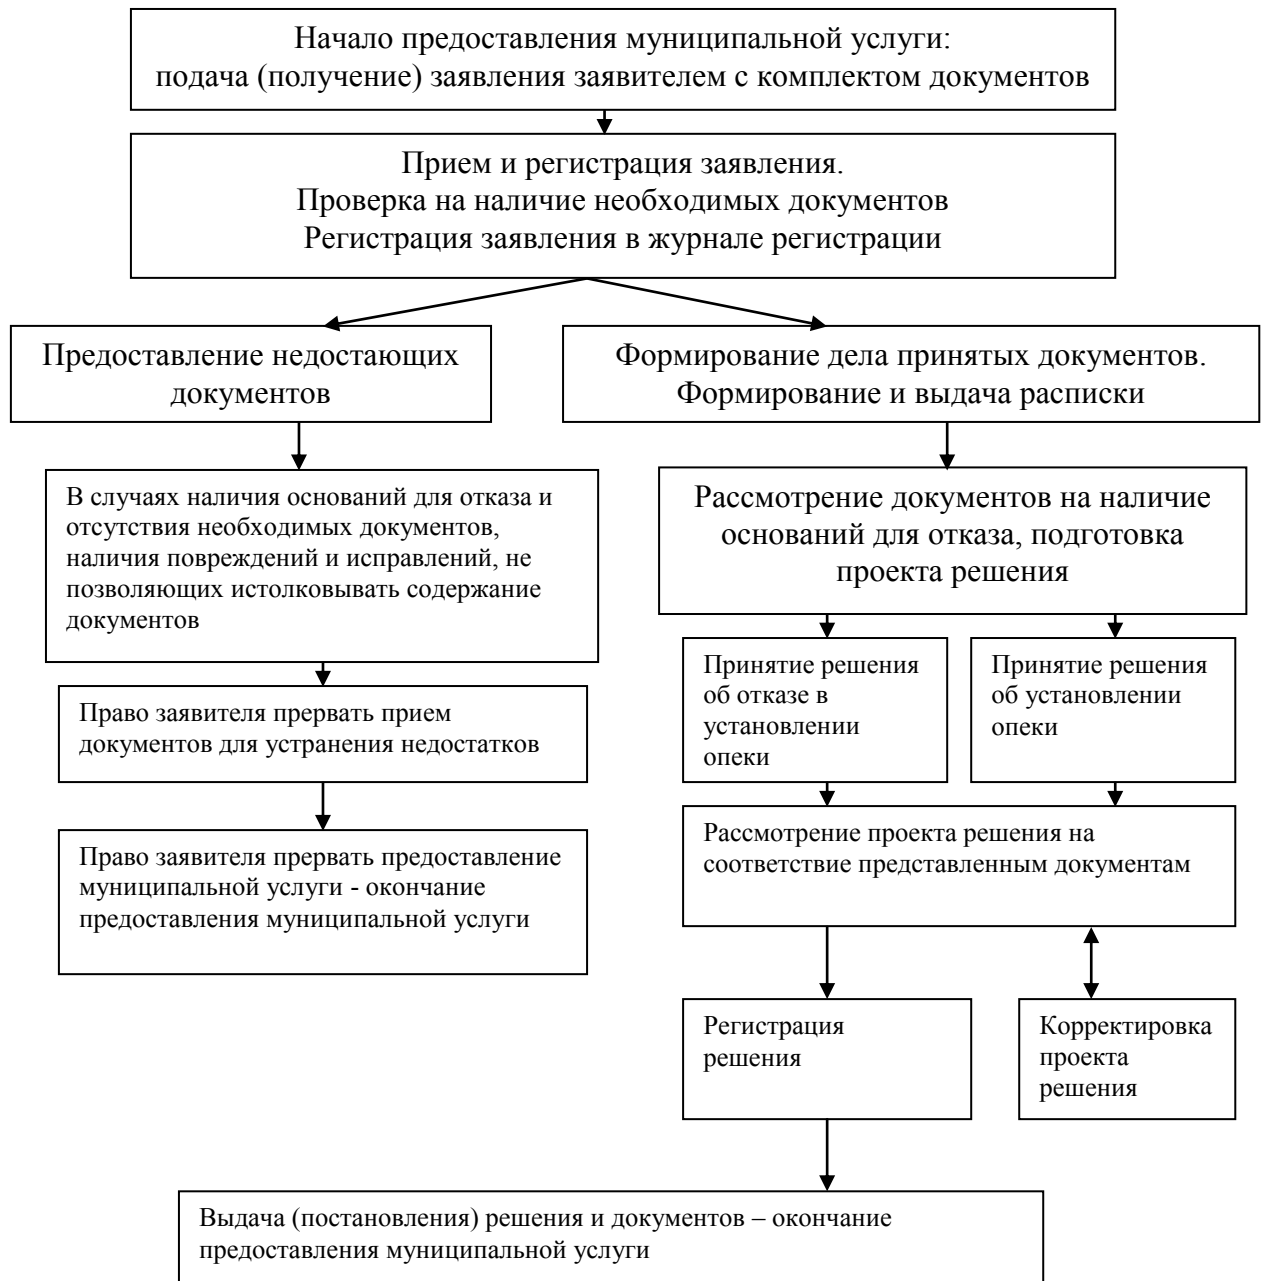 Начало предоставления муниципальной услуги:
подача (получение) заявления заявителем с комплектом документов
Прием и регистрация заявления.
Проверка на наличие необходимых документов
Регистрация заявления в журнале регистрации
Предоставление недостающих
документов
Формирование дела принятых документов.
Формирование и выдача расписки
В случаях наличия оснований для отказа и
отсутствия необходимых документов,
наличия повреждений и исправлений, не
позволяющих истолковывать содержание
документов
Рассмотрение документов на наличие
оснований для отказа, подготовка
проекта решения
Право заявителя прервать прием
документов для устранения недостатков
Принятие решения
об отказе в
установлении
опеки
Принятие решения
об установлении
опеки
Право заявителя прервать предоставление
муниципальной услуги - окончание
предоставления муниципальной услуги
Рассмотрение проекта решения на
соответствие представленным документам
Регистрация
решения
Корректировка
проекта
решения
Выдача (постановления) решения и документов – окончание
предоставления муниципальной услуги